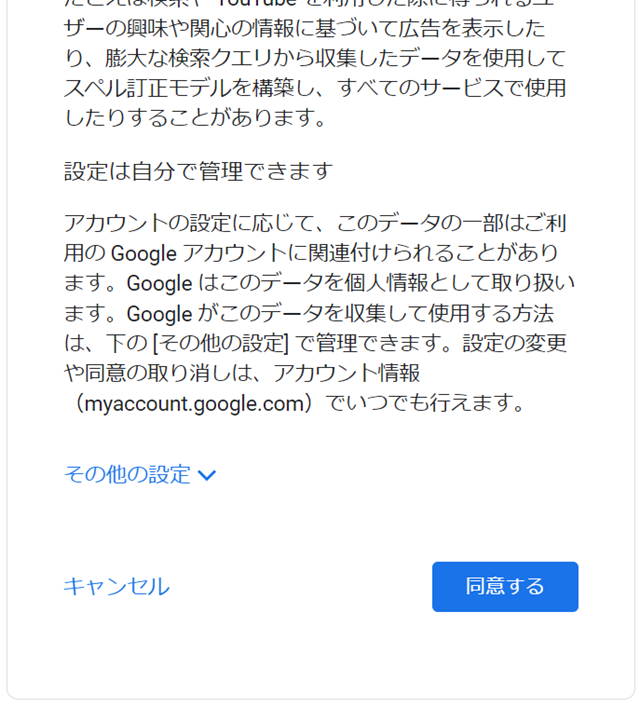 ザーの興味や関心の情報に基づいて広告を表示した
り、膨大な検索クエリから収集したデータを使用して
スペル訂正モデルを構築し、すべてのサービスで使用
したりすることがあります。
設定は自分で管理できます
アカウントの設定に応じて、このデータの一部はご利
用の Google アカウントに関連付けられることがあり
ます。Google はこのデータを個人情報として取り扱い
ます。Google がこのデータを収集して使用する方法
は、下の [その他の設定] で管理できます。設定の変更
や同意の取り消しは、アカウント情報
（myaccount.google.com）でいつでも行えます。
その他の設定
キャンセル
同意する